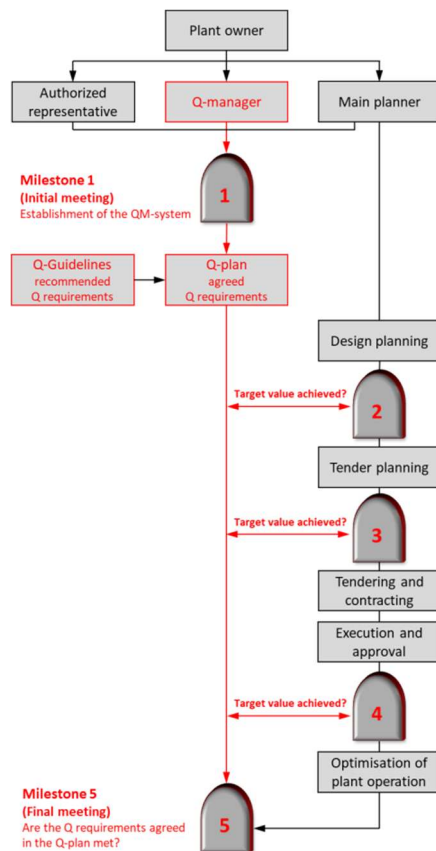 Plant owner
Authorized
representative
Q-manager
Main planner
Milestone 1
(Initial meeting)
Establishment of the QM-system
1
Q-Guidelines
recommended
Q requirements
Q-plan
agreed
Q requirements
Design planning
Target value achieved?
2
Tender planning
Target value achieved?
3
Tendering and
contracting
Execution and
approval
Target value achieved?
4
Optimisation of
plant operation
Milestone 5
(Final meeting)
Are the Q requirements agreed
in the Q-plan met?
5